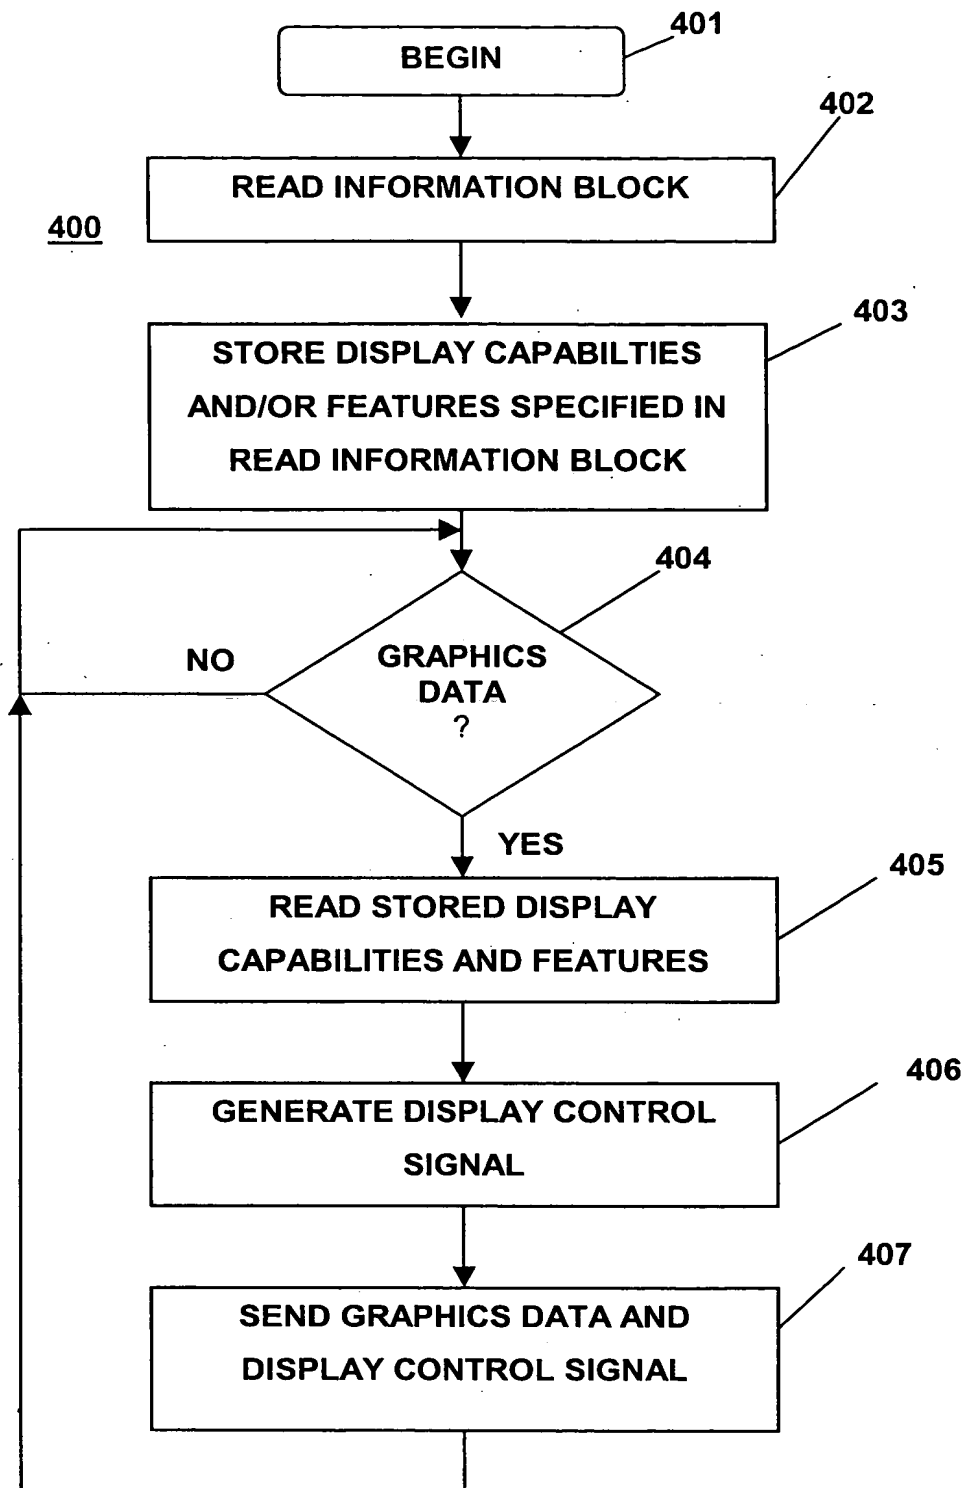 401
BEGIN
402
READ INFORMATION BLOCK
400
403
STORE DISPLAY CAPABILTIES
AND/OR FEATURES SPECIFIED IN
READ INFORMATION BLOCK
404
NO
GRAPHICS
DATA
?
YES
405
READ STORED DISPLAY
CAPABILITIES AND FEATURES
406
GENERATE DISPLAY CONTROL
SIGNAL
407
SEND GRAPHICS DATA AND
DISPLAY CONTROL SIGNAL